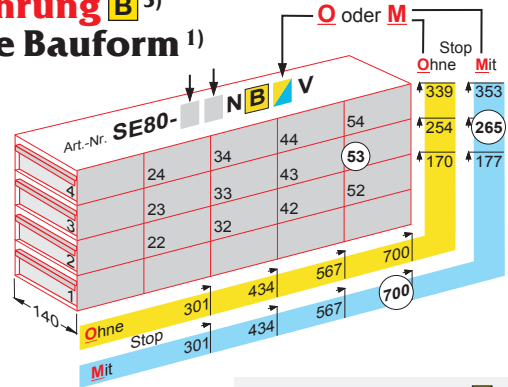 hrung B 3)
e Bauform 1)
O oder M
Stop
Ohne Mit
339 353
254 265
170 177
Art.-Nr. SE80- N B V
54
44
34
24
53
43
33
23
52
42
32
22
4
3
2
1
140
Ohne 301 434 567 700
Stop
Mit 301 434 567 700